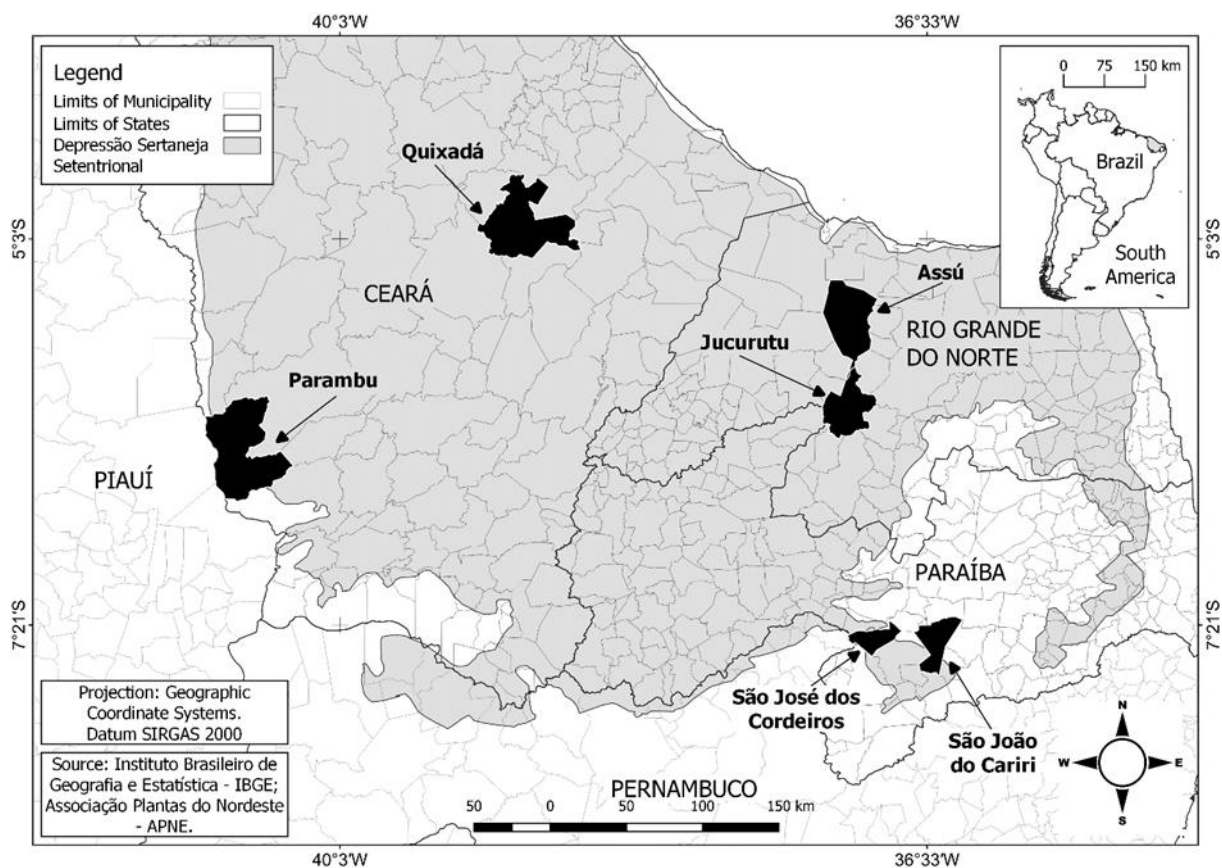 40°3'W
36°33'W
Legend
Limits of Municipality
Limits of States
Depressão Sertaneja
Setentrional
0 75 150 km
Brazil
South
America
Quixadá
5°3'S
5°3'S
CEARÁ
Assú
RIO GRANDE
DO NORTE
Jucurutu
Parambu
PIAUÍ
PARAÍBA
7°21'S
7°21'S
São José dos
Cordeiros
São João
do Cariri
Projection: Geographic
Coordinate Systems.
Datum SIRGAS 2000
Source: Instituto Brasileiro de
Geografia e Estatística - IBGE;
Associação Plantas do Nordeste
- APNE.
PERNAMBUCO
50 0 50 100 150 km
N
W E
S
40°3'W
36°33'W